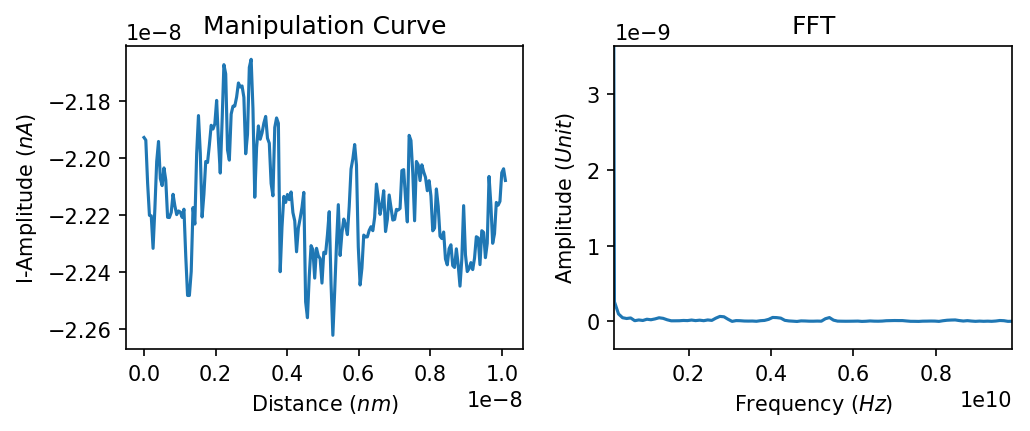 Manipulation Curve
1e−8
I-Amplitude (nA)
−2.18
−2.20
−2.22
−2.24
−2.26
0.0 0.2 0.4 0.6 0.8 1.0
Distance (nm)
1e−8
FFT
1e−9
Amplitude (Unit)
3
2
1
0
0.2 0.4 0.6 0.8
Frequency (Hz)
1e10